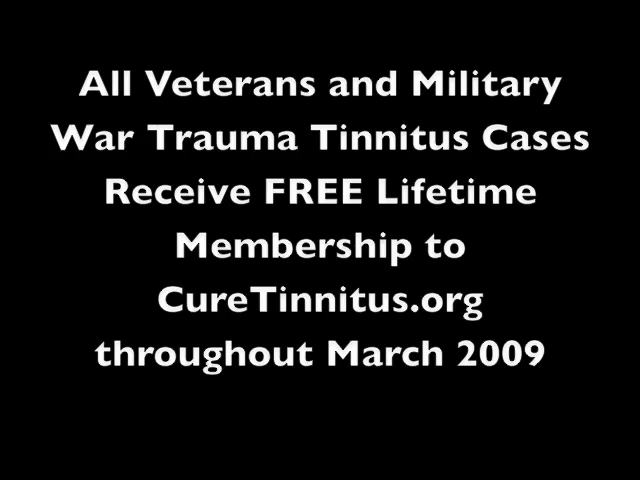 All Veterans and Military
War Trauma Tinnitus Cases
Receive FREE Lifetime
Membership to
CureTinnitus.org
throughout March 2009